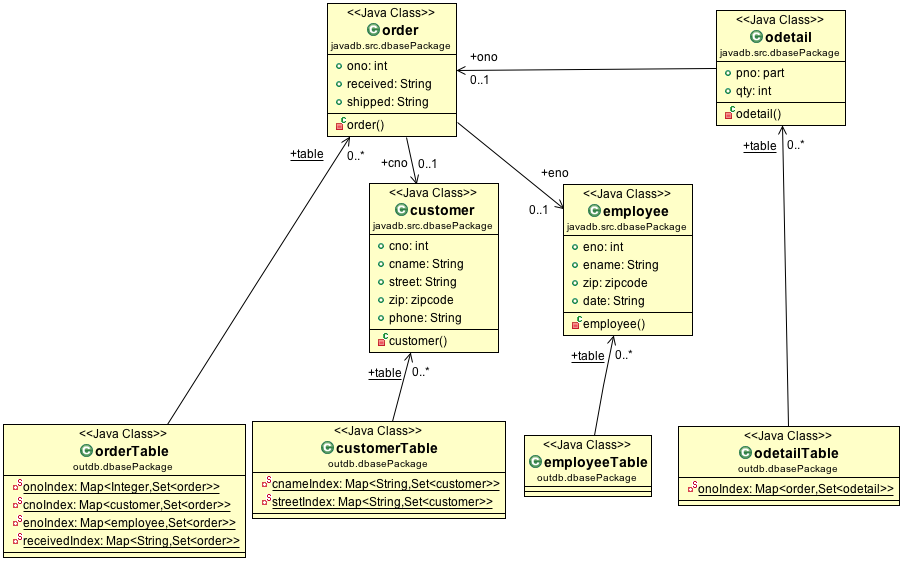 <<Java Class>>
order
javadb.src.dbasePackage
ono: int
received: String
shipped: String
order()
<<Java Class>>
odetail
javadb.src.dbasePackage
pno: part
qty: int
odetail()
+ono
0..1
+table
0..*
+cno
0..1
+eno
0..1
+table
0..*
<<Java Class>>
customer
javadb.src.dbasePackage
cno: int
cname: String
street: String
zip: zipcode
phone: String
customer()
<<Java Class>>
employee
javadb.src.dbasePackage
eno: int
ename: String
zip: zipcode
date: String
employee()
+table
0..*
+table
0..*
<<Java Class>>
orderTable
outdb.dbasePackage
onoIndex: Map<Integer,Set<order>>
cnoIndex: Map<customer,Set<order>>
enoIndex: Map<employee,Set<order>>
receivedIndex: Map<String,Set<order>>
<<Java Class>>
customerTable
outdb.dbasePackage
cnameIndex: Map<String,Set<customer>>
streetIndex: Map<String,Set<customer>>
<<Java Class>>
employeeTable
outdb.dbasePackage
<<Java Class>>
odetailTable
outdb.dbasePackage
onoIndex: Map<order,Set<odetail>>